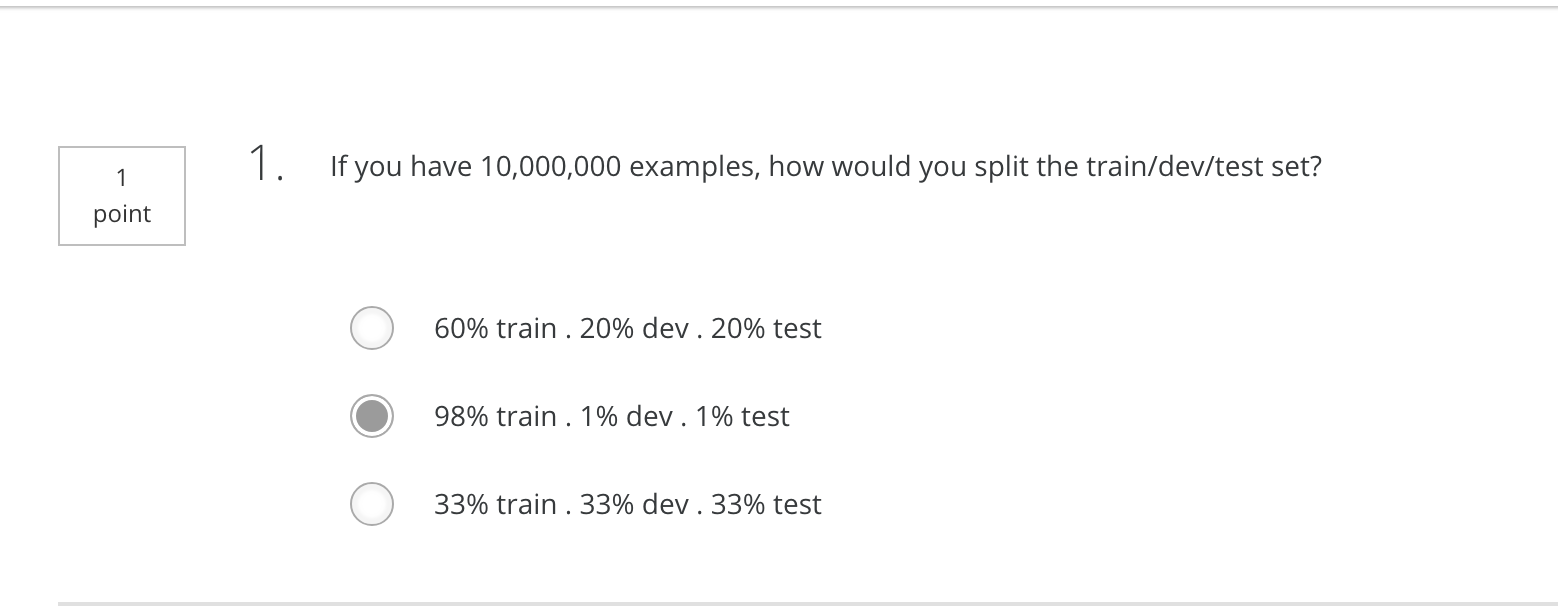 1
point
1. If you have 10,000,000 examples, how would you split the train/dev/test set?
60% train . 20% dev . 20% test
98% train . 1% dev . 1% test
33% train . 33% dev . 33% test